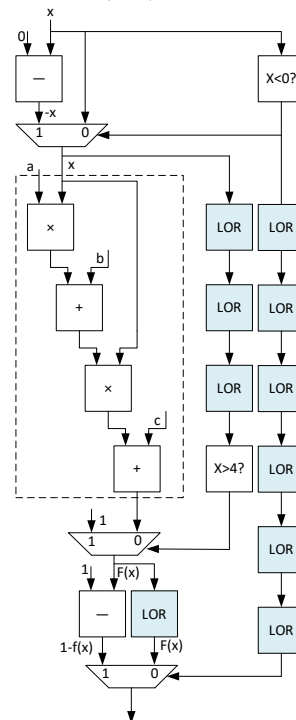 x
0
—
X<0?
-x
1 0
x
a
×
LOR LOR
b
+
LOR LOR
×
LOR LOR
c
+
X>4?
LOR
1
1 0
LOR
1
F(x)
—
LOR
LOR
1-f(x)
F(x)
1 0